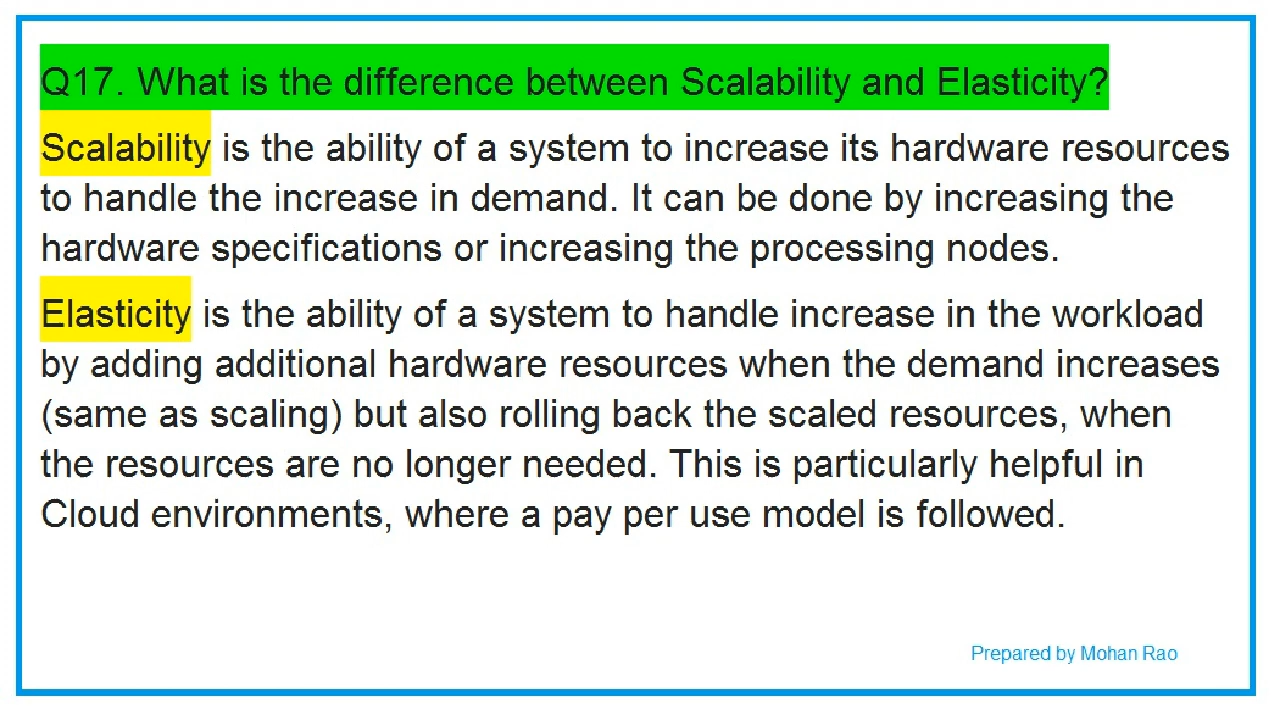 Q17. What is the difference between Scalability and Elasticity?
Scalability is the ability of a system to increase its hardware resources
to handle the increase in demand. It can be done by increasing the
hardware specifications or increasing the processing nodes.
Elasticity is the ability of a system to handle increase in the workload
by adding additional hardware resources when the demand increases
(same as scaling) but also rolling back the scaled resources, when
the resources are no longer needed. This is particularly helpful in
Cloud environments, where a pay per use model is followed.
Prepared by Mohan Rao